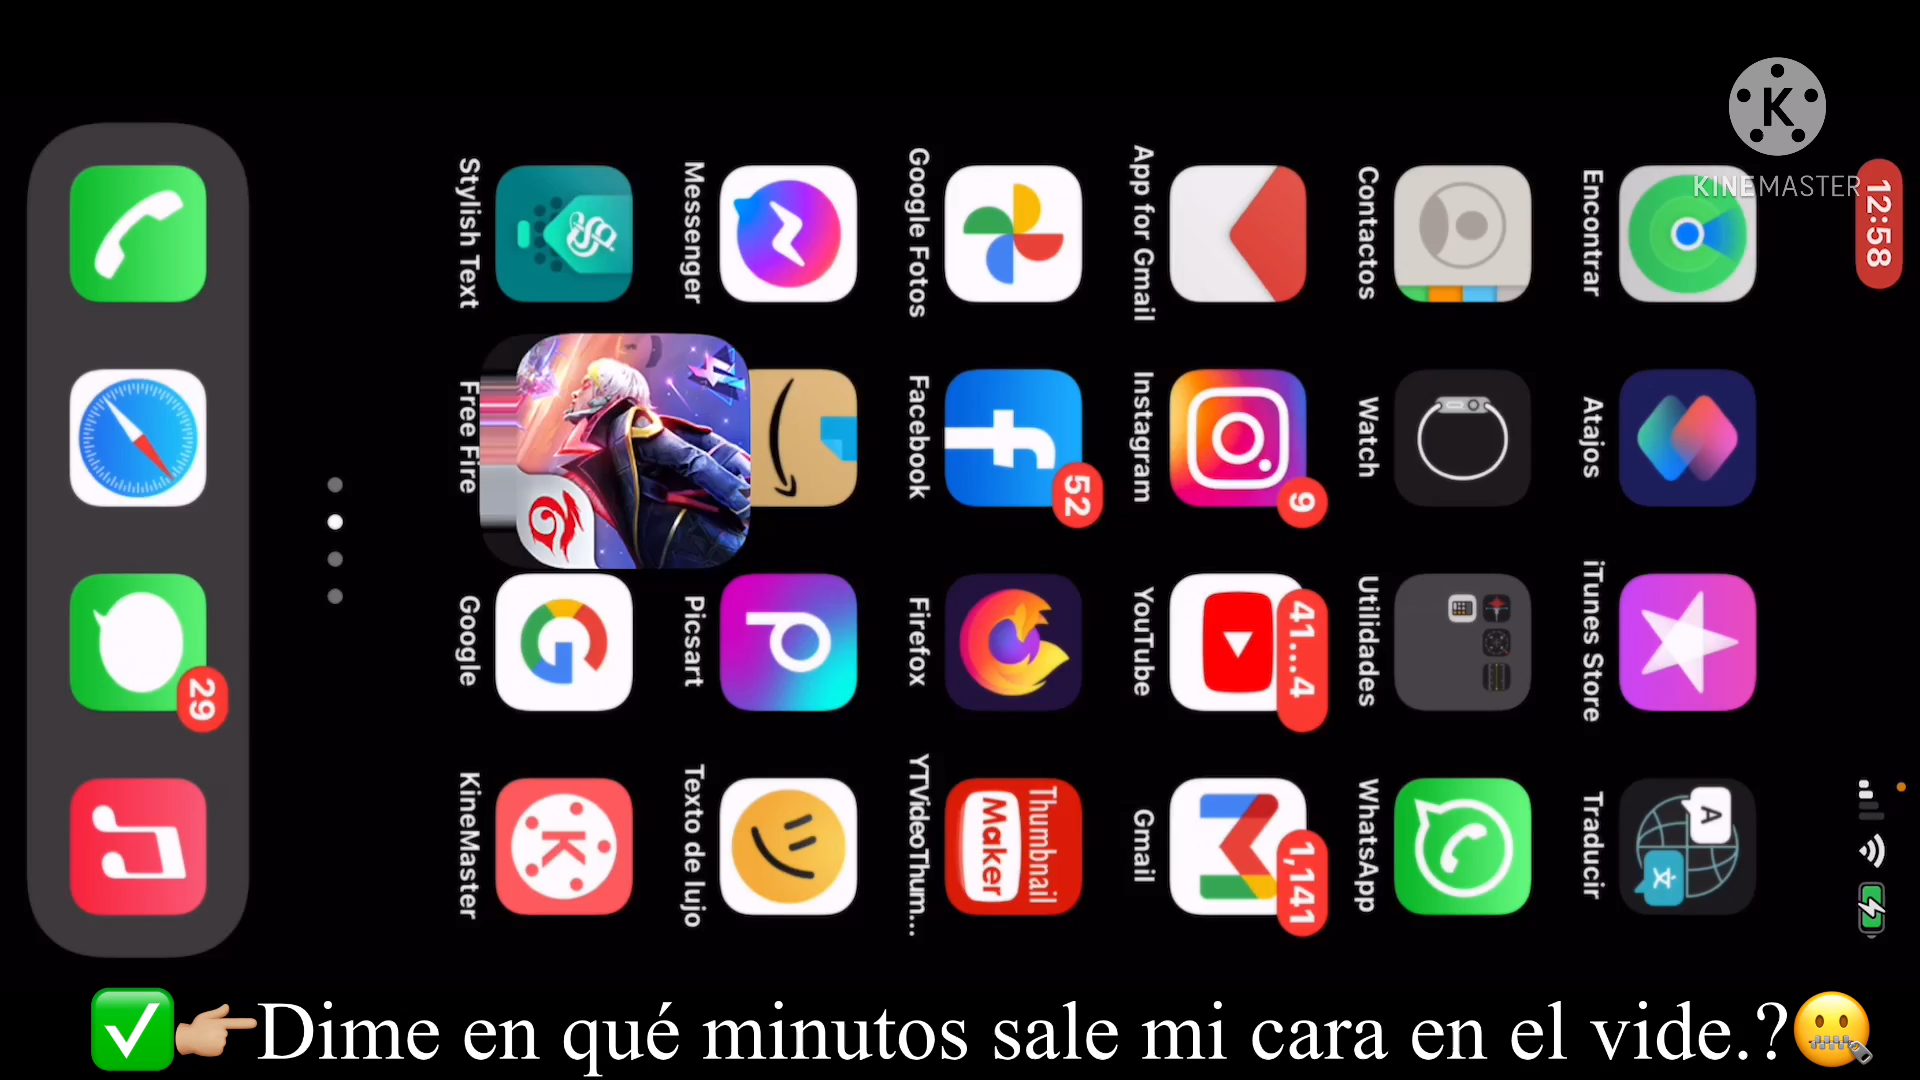 12:58
KINEMASTER
K
Encontrar
Atajos
iTunes Store
A
Traducir
Contactos
Watch
Utilidades
WhatsApp
App for Gmail
9
Instagram
41...4
YouTube
1,141
Gmail
Google Fotos
52
Facebook
Firefox
Thumbnail
Maker
YTVideoThum...
Messenger
Picsart
Texto de lujo
Stylish Text
Free Fire
Google
K
KineMaster
29
✅👉🏼Dime en qué minutos sale mi cara en el vide.?🤐